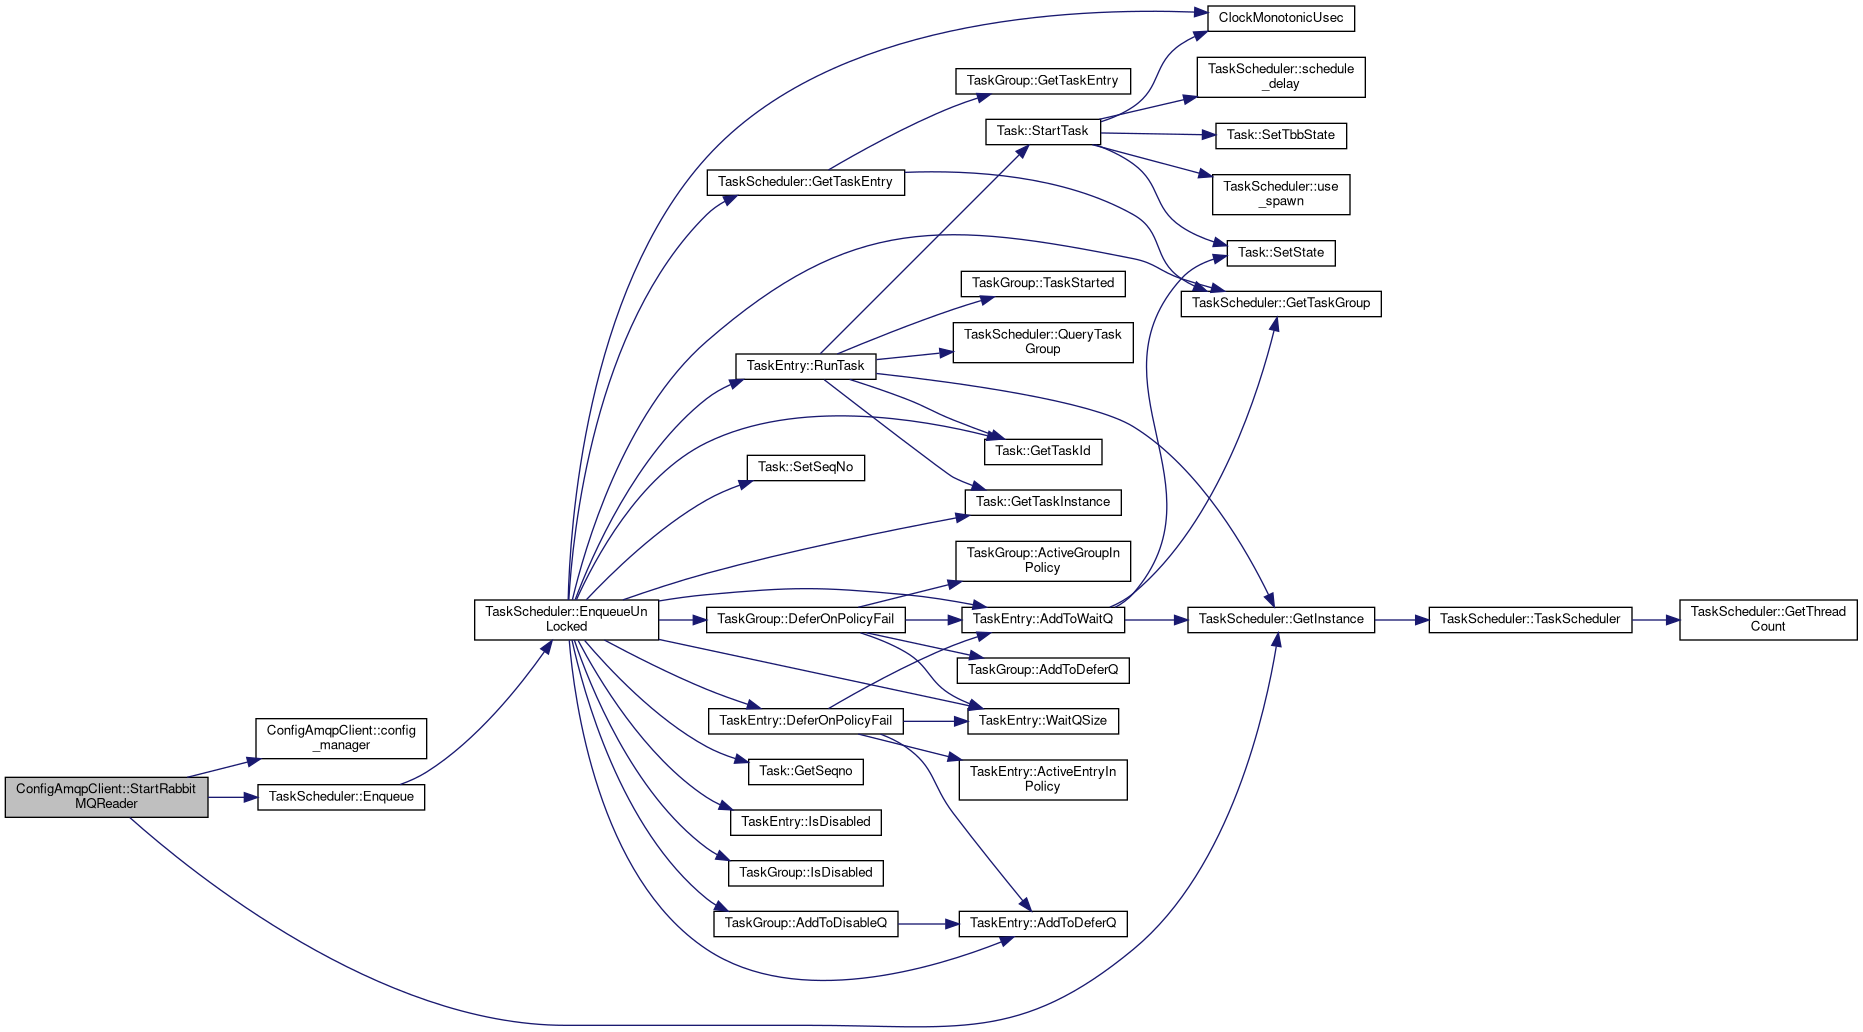 ClockMonotonicUsec
TaskScheduler::schedule
_delay
TaskGroup::GetTaskEntry
Task::StartTask
Task::SetTbbState
TaskScheduler::GetTaskEntry
TaskScheduler::use
_spawn
Task::SetState
TaskGroup::TaskStarted
TaskScheduler::GetTaskGroup
TaskScheduler::QueryTask
Group
TaskEntry::RunTask
Task::GetTaskId
Task::SetSeqNo
Task::GetTaskInstance
TaskGroup::ActiveGroupIn
Policy
TaskScheduler::EnqueueUn
Locked
TaskGroup::DeferOnPolicyFail
TaskEntry::AddToWaitQ
TaskScheduler::GetInstance
TaskScheduler::TaskScheduler
TaskScheduler::GetThread
Count
TaskGroup::AddToDeferQ
TaskEntry::DeferOnPolicyFail
TaskEntry::WaitQSize
ConfigAmqpClient::config
_manager
Task::GetSeqno
TaskEntry::ActiveEntryIn
Policy
ConfigAmqpClient::StartRabbit
MQReader
TaskScheduler::Enqueue
TaskEntry::IsDisabled
TaskGroup::IsDisabled
TaskGroup::AddToDisableQ
TaskEntry::AddToDeferQ